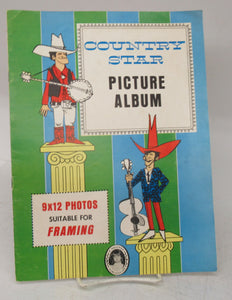 COUNTRY
STAR
PICTURE
ALBUM
9x12 PHOTOS
SUITABLE FOR
FRAMING